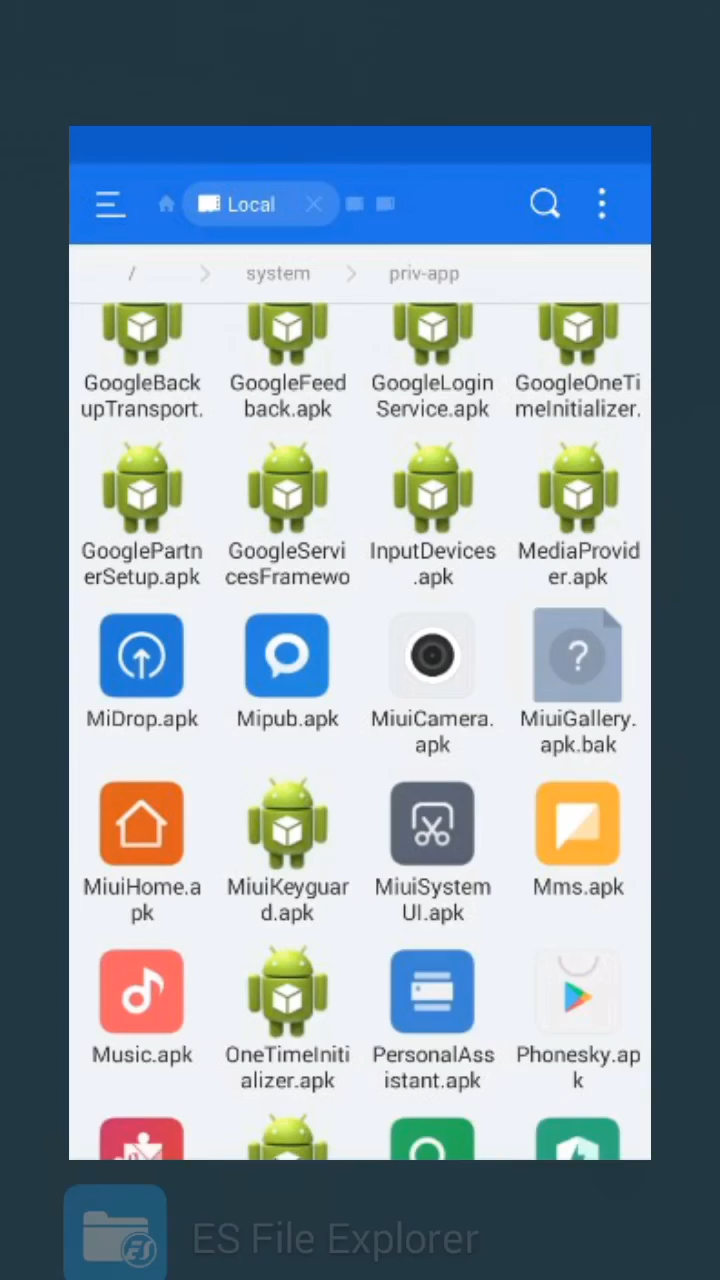 Local
/ system priv-app
GoogleBack GoogleFeed GoogleLogin GoogleOneTi
upTransport. back.apk Service.apk meInitializer.
GooglePartn GoogleServi InputDevices MediaProvid
erSetup.apk cesFramewo .apk er.apk
?
MiDrop.apk Mipub.apk MiuiCamera. MiuiGallery.
apk apk.bak
MiuiHome.a MiuiKeyguar MiuiSystem Mms.apk
pk d.apk UI.apk
Music.apk OneTimeIniti PersonalAss Phonesky.ap
alizer.apk istant.apk k
ES ES File Explorer